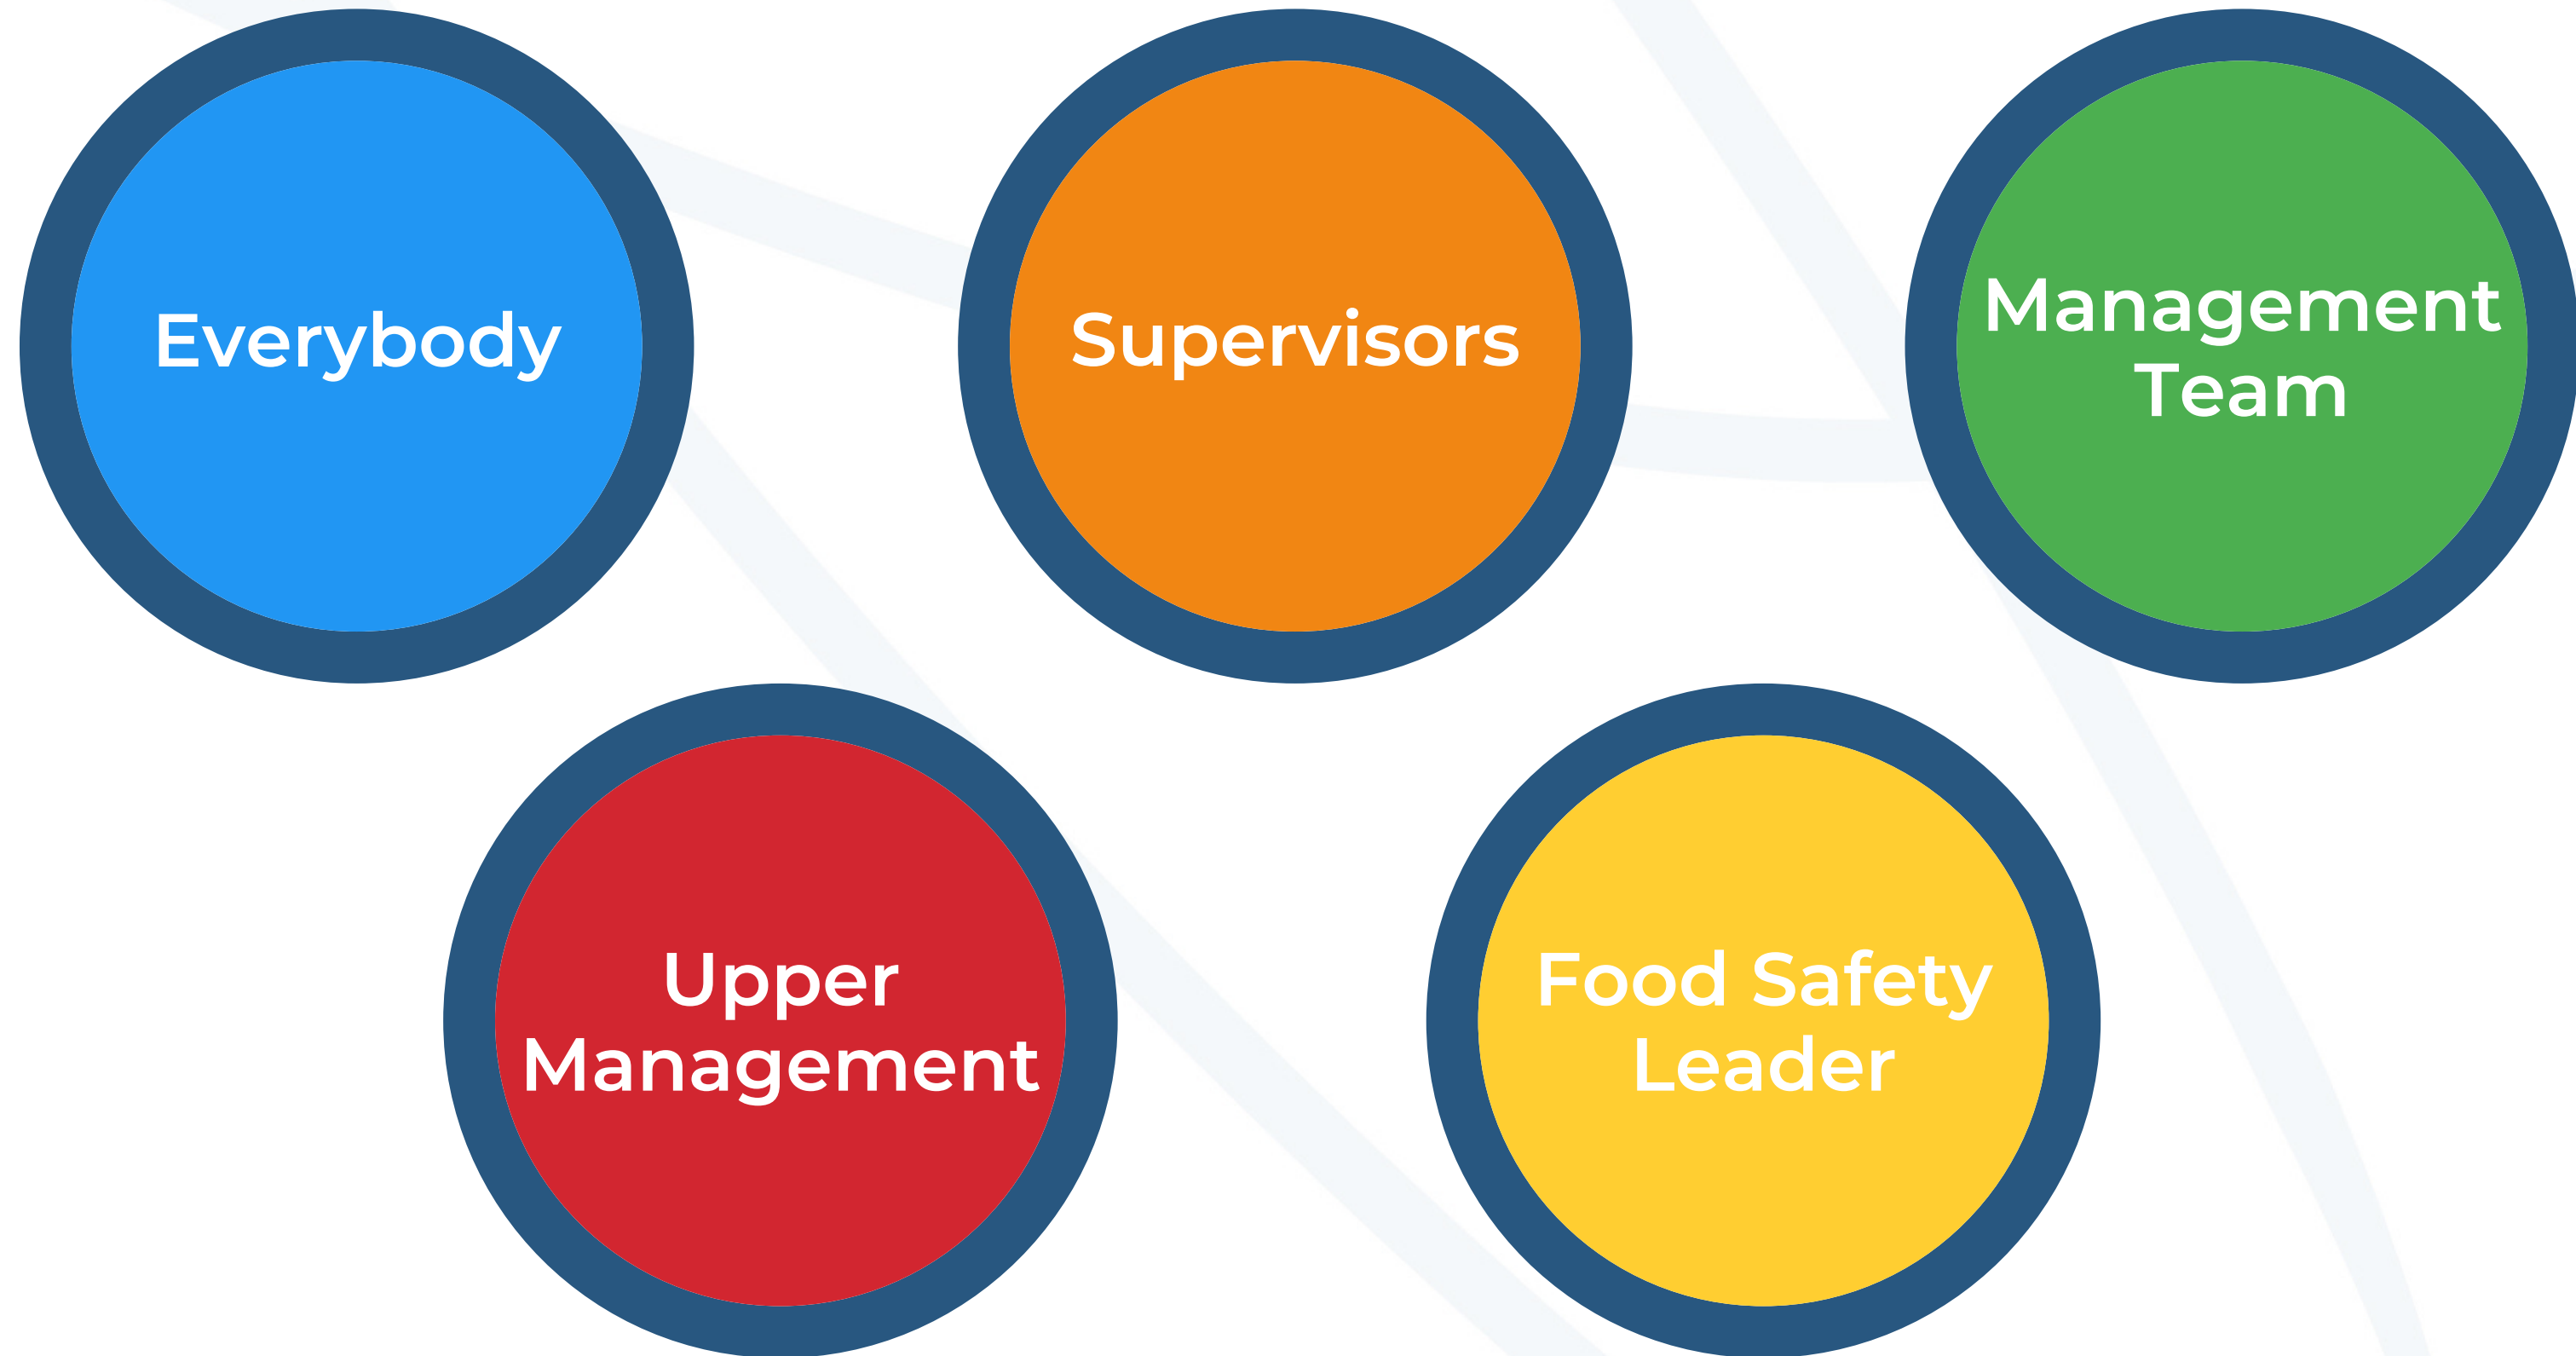 Everybody
Supervisors
Management
Team
Upper
Management
Food Safety
Leader